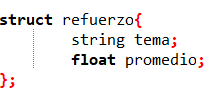 struct refuerzo{
string tema;
float promedio;
};